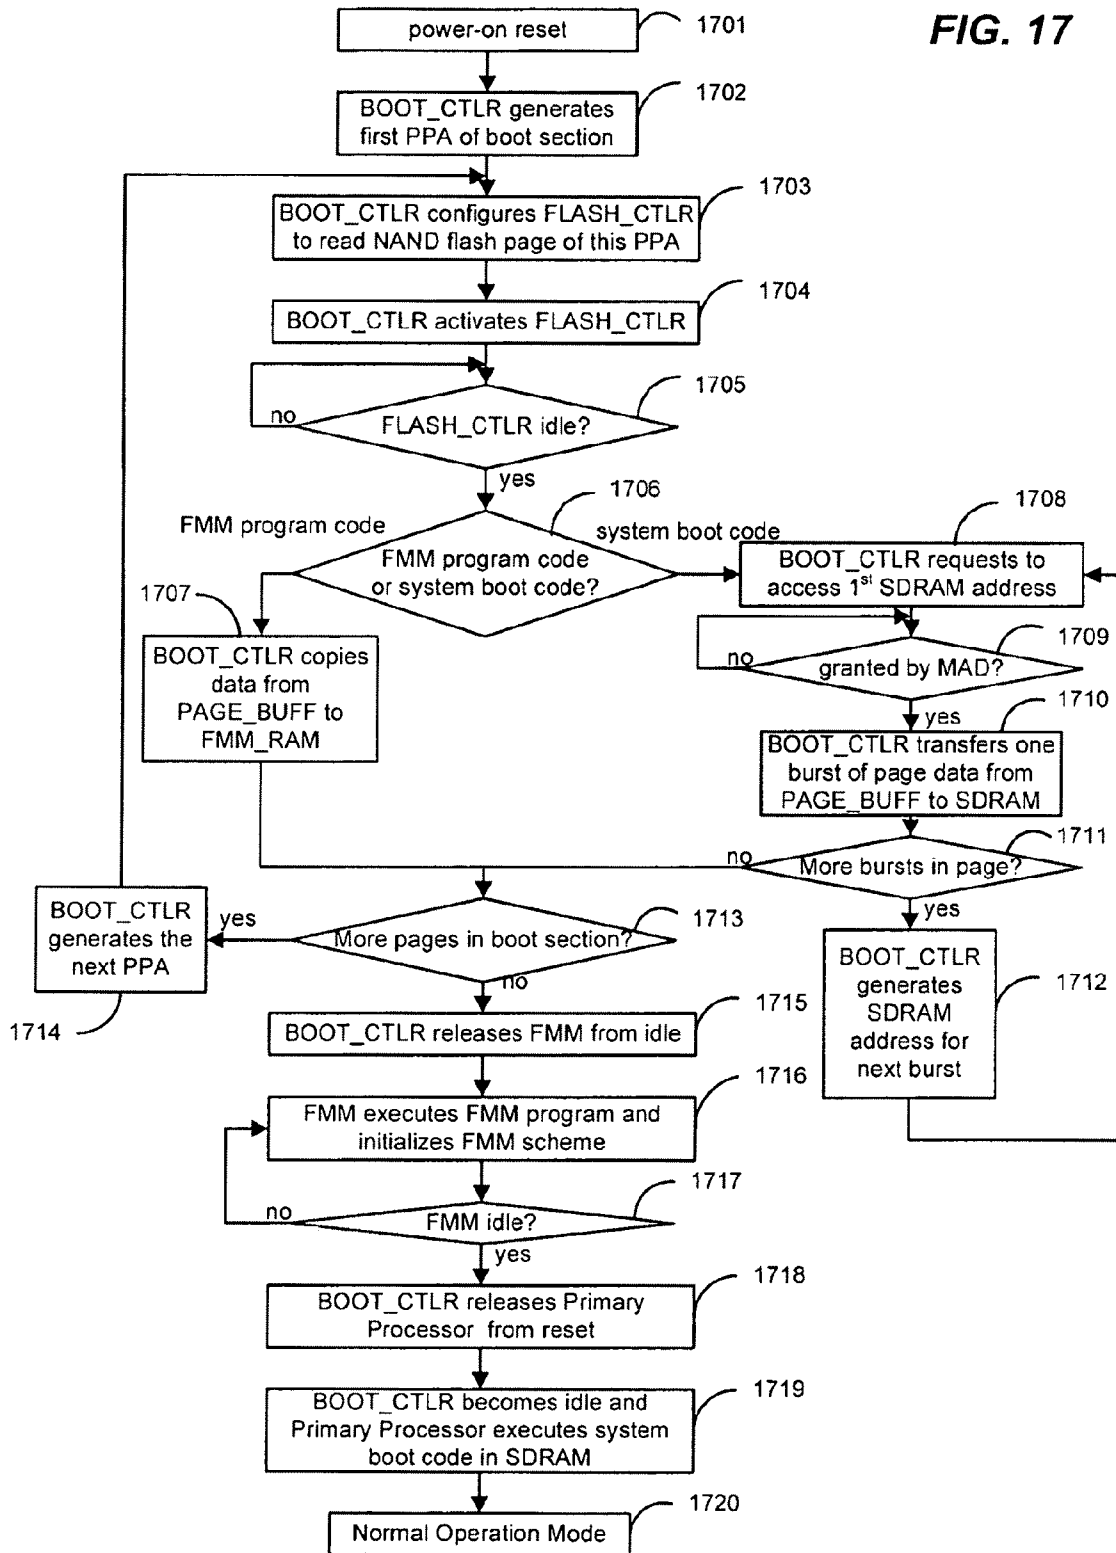 FIG. 17
power-on reset
1701
BOOT_CTLR generates
first PPA of boot section
1702
BOOT_CTLR configures FLASH_CTLR
to read NAND flash page of this PPA
1703
BOOT_CTLR activates FLASH_CTLR
1704
FLASH_CTLR idle?
1705
no
yes
FMM program code
or system boot code?
1706
FMM program code
system boot code
1707
BOOT_CTLR copies
data from
PAGE_BUFF to
FMM_RAM
1708
BOOT_CTLR requests to
access 1st SDRAM address
1709
granted by MAD?
no
yes
1710
BOOT_CTLR transfers one
burst of page data from
PAGE_BUFF to SDRAM
1711
More bursts in page?
no
yes
BOOT_CTLR
generates
SDRAM
address for
next burst
1712
More pages in boot section?
1713
yes
no
BOOT_CTLR
generates the
next PPA
1714
BOOT_CTLR releases FMM from idle
1715
FMM executes FMM program and
initializes FMM scheme
1716
FMM idle?
1717
no
yes
BOOT_CTLR releases Primary
Processor from reset
1718
BOOT_CTLR becomes idle and
Primary Processor executes system
boot code in SDRAM
1719
Normal Operation Mode
1720